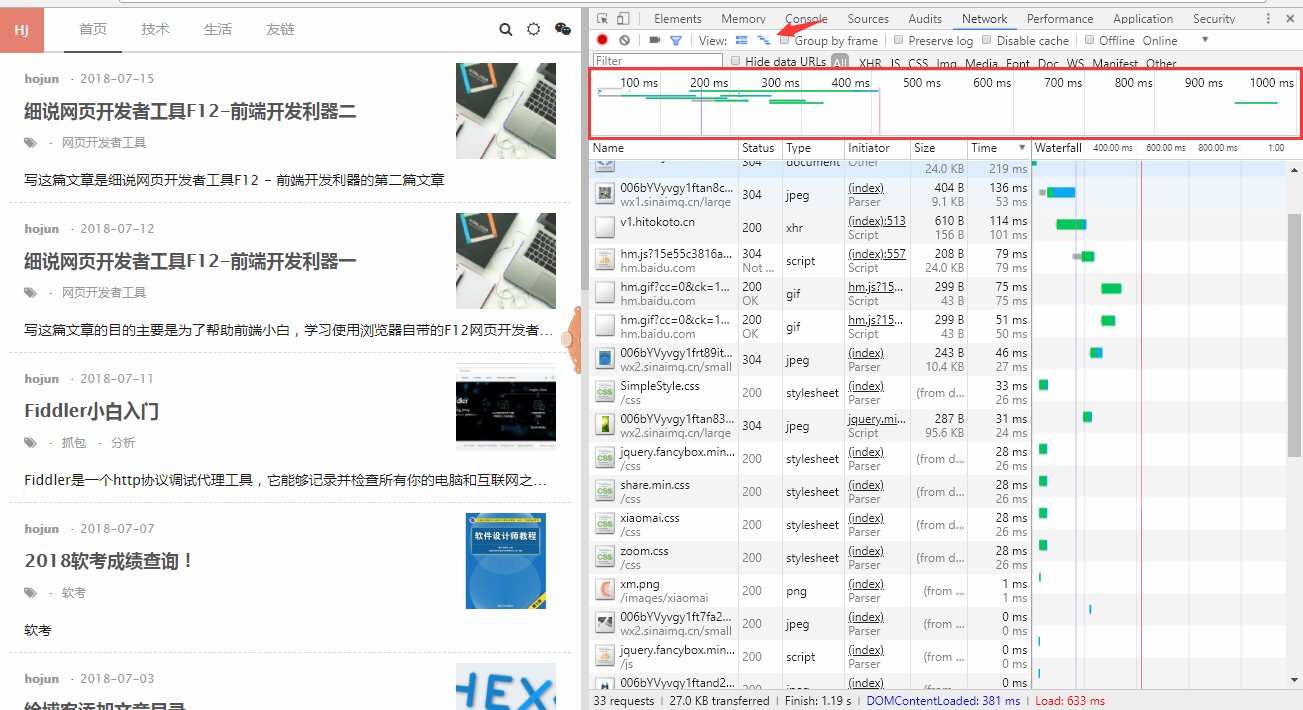 HJ
首页 技术 生活 友链
hojun · 2018-07-15
细说网页开发者工具F12-前端开发利器二
· 网页开发者工具
写这篇文章是细说网页开发者工具F12 - 前端开发利器的第二篇文章
hojun · 2018-07-12
细说网页开发者工具F12-前端开发利器一
· 网页开发者工具
写这篇文章的目的主要是为了帮助前端小白，学习使用浏览器自带的F12网页开发者...
hojun · 2018-07-11
Fiddler小白入门
· 抓包 · 分析
Fiddler是一个http协议调试代理工具，它能够记录并检查所有你的电脑和互联网之...
hojun · 2018-07-07
2018软考成绩查询！
· 软考
软考
软件设计师教程
hojun · 2018-07-03
给博客添加文章目录
HEXO
Elements Memory Console Sources Audits Network Performance Application Security
View: Group by frame Preserve log Disable cache Offline Online
Filter Hide data URLs All XHR JS CSS Img Media Font Doc WS Manifest Other
100 ms 200 ms 300 ms 400 ms 500 ms 600 ms 700 ms 800 ms 900 ms 1000 ms
Name Status Type Initiator Size Time Waterfall 400.00 ms 600.00 ms 800.00 ms 1.00
304 document Other
24.0 KB 219 ms
006bYVyvgy1ftan8c... 304 jpeg (index) 404 B 136 ms
wx1.sinaimg.cn/large Parser 9.1 KB 53 ms
v1.hitokoto.cn 200 xhr (index):513 610 B 114 ms
Script 156 B 101 ms
hm.js?15e55c3816a... 304 script (index):557 208 B 79 ms
hm.baidu.com Not ... Script 24.0 KB 79 ms
hm.gif?cc=0&ck=1... 200 gif hm.js?15... 299 B 75 ms
hm.baidu.com OK Script 43 B 75 ms
hm.gif?cc=0&ck=1... 200 gif hm.js?15... 299 B 51 ms
hm.baidu.com OK Script 43 B 50 ms
006bYVyvgy1frt89it... 304 jpeg (index) 243 B 46 ms
wx2.sinaimg.cn/small Parser 10.4 KB 27 ms
SimpleStyle.css 200 stylesheet (index) (from d... 33 ms
/css Parser 26 ms
006bYVyvgy1ftan83... 304 jpeg jquery.mi... 287 B 31 ms
wx2.sinaimg.cn/large Script 95.6 KB 24 ms
jquery.fancybox.min... 200 stylesheet (index) (from d... 28 ms
/css Parser 26 ms
share.min.css 200 stylesheet (index) (from d... 28 ms
/css Parser 26 ms
xiaomai.css 200 stylesheet (index) (from d... 28 ms
/css Parser 26 ms
zoom.css 200 stylesheet (index) (from d... 28 ms
/css Parser 26 ms
xm.png 200 png (index) (from ... 1 ms
/images/xiaomai Parser 1 ms
006bYVyvgy1ft7fa2... 200 jpeg (index) (from ... 0 ms
wx2.sinaimg.cn/small Parser 0 ms
jquery.fancybox.min... 200 script (index) (from ... 0 ms
/js Parser 0 ms
006bYVyvgy1ftand2... 200 jpeg (index) (from ... 0 ms
33 requests | 27.0 KB transferred | Finish: 1.19 s | DOMContentLoaded: 381 ms | Load: 633 ms